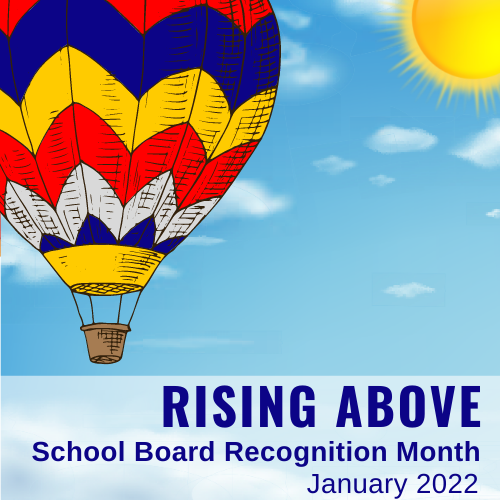 RISING ABOVE
School Board Recognition Month
January 2022